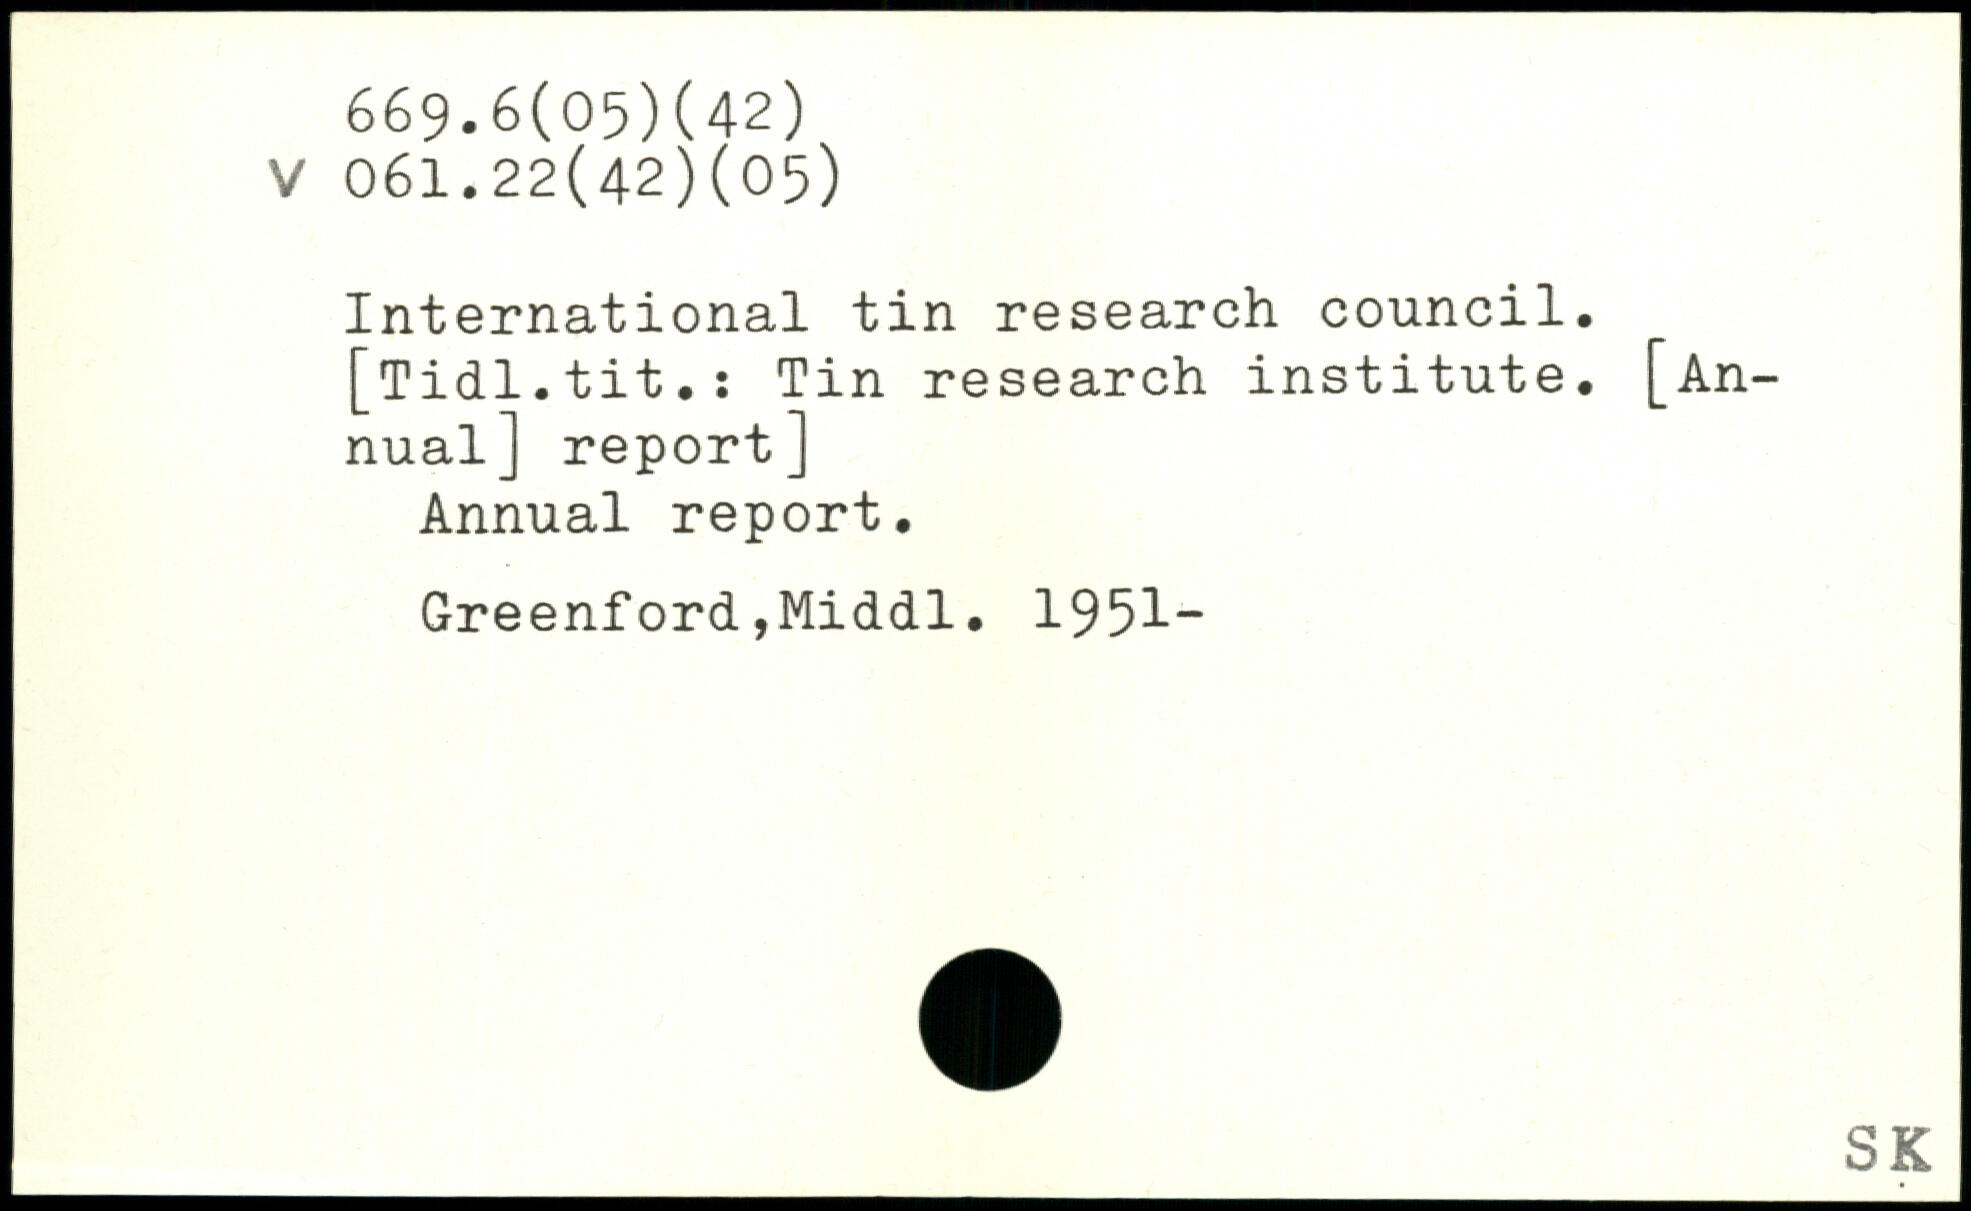 669.6(05)(42)
V 061.22(42)(05)
International tin research council.
[Tidl.tit.: Tin research institute. [An-
nual] report]
Annual report.
Greenford,Middl. 1951-
SK